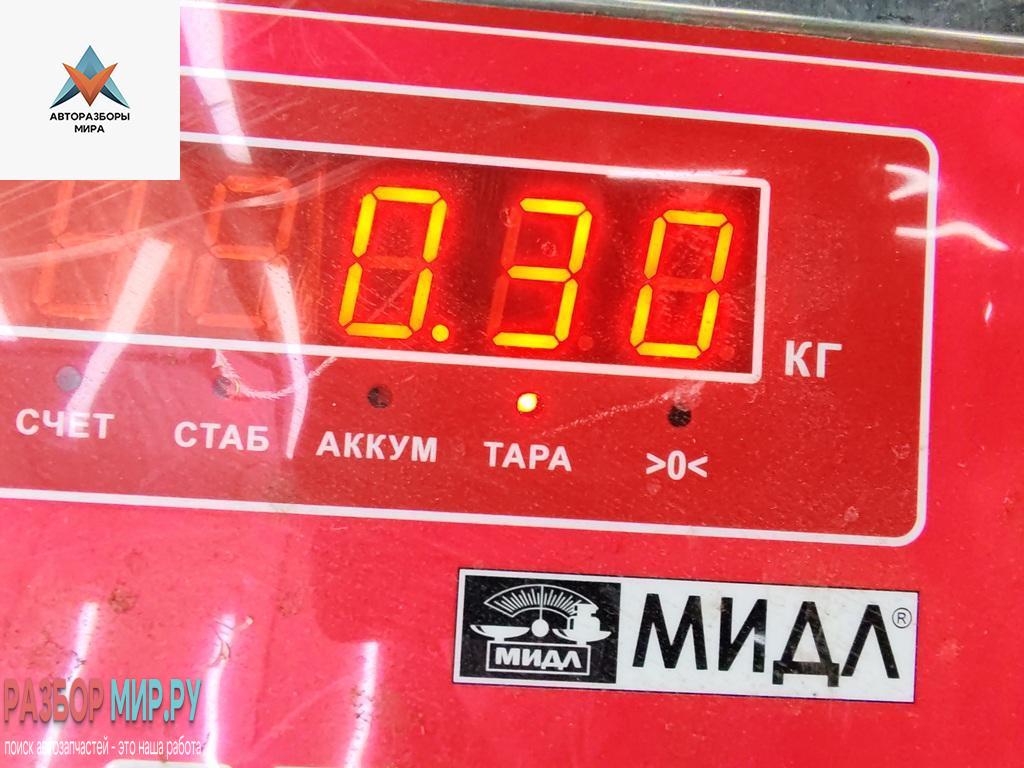 АВТОРАЗБОРЫ
МИРА
0.30
КГ
СЧЕТ СТАБ АККУМ ТАРА >0<
МИДЛ МИДЛ®
РАЗБОР МИР.РУ
поиск автозапчастей - это наша работа